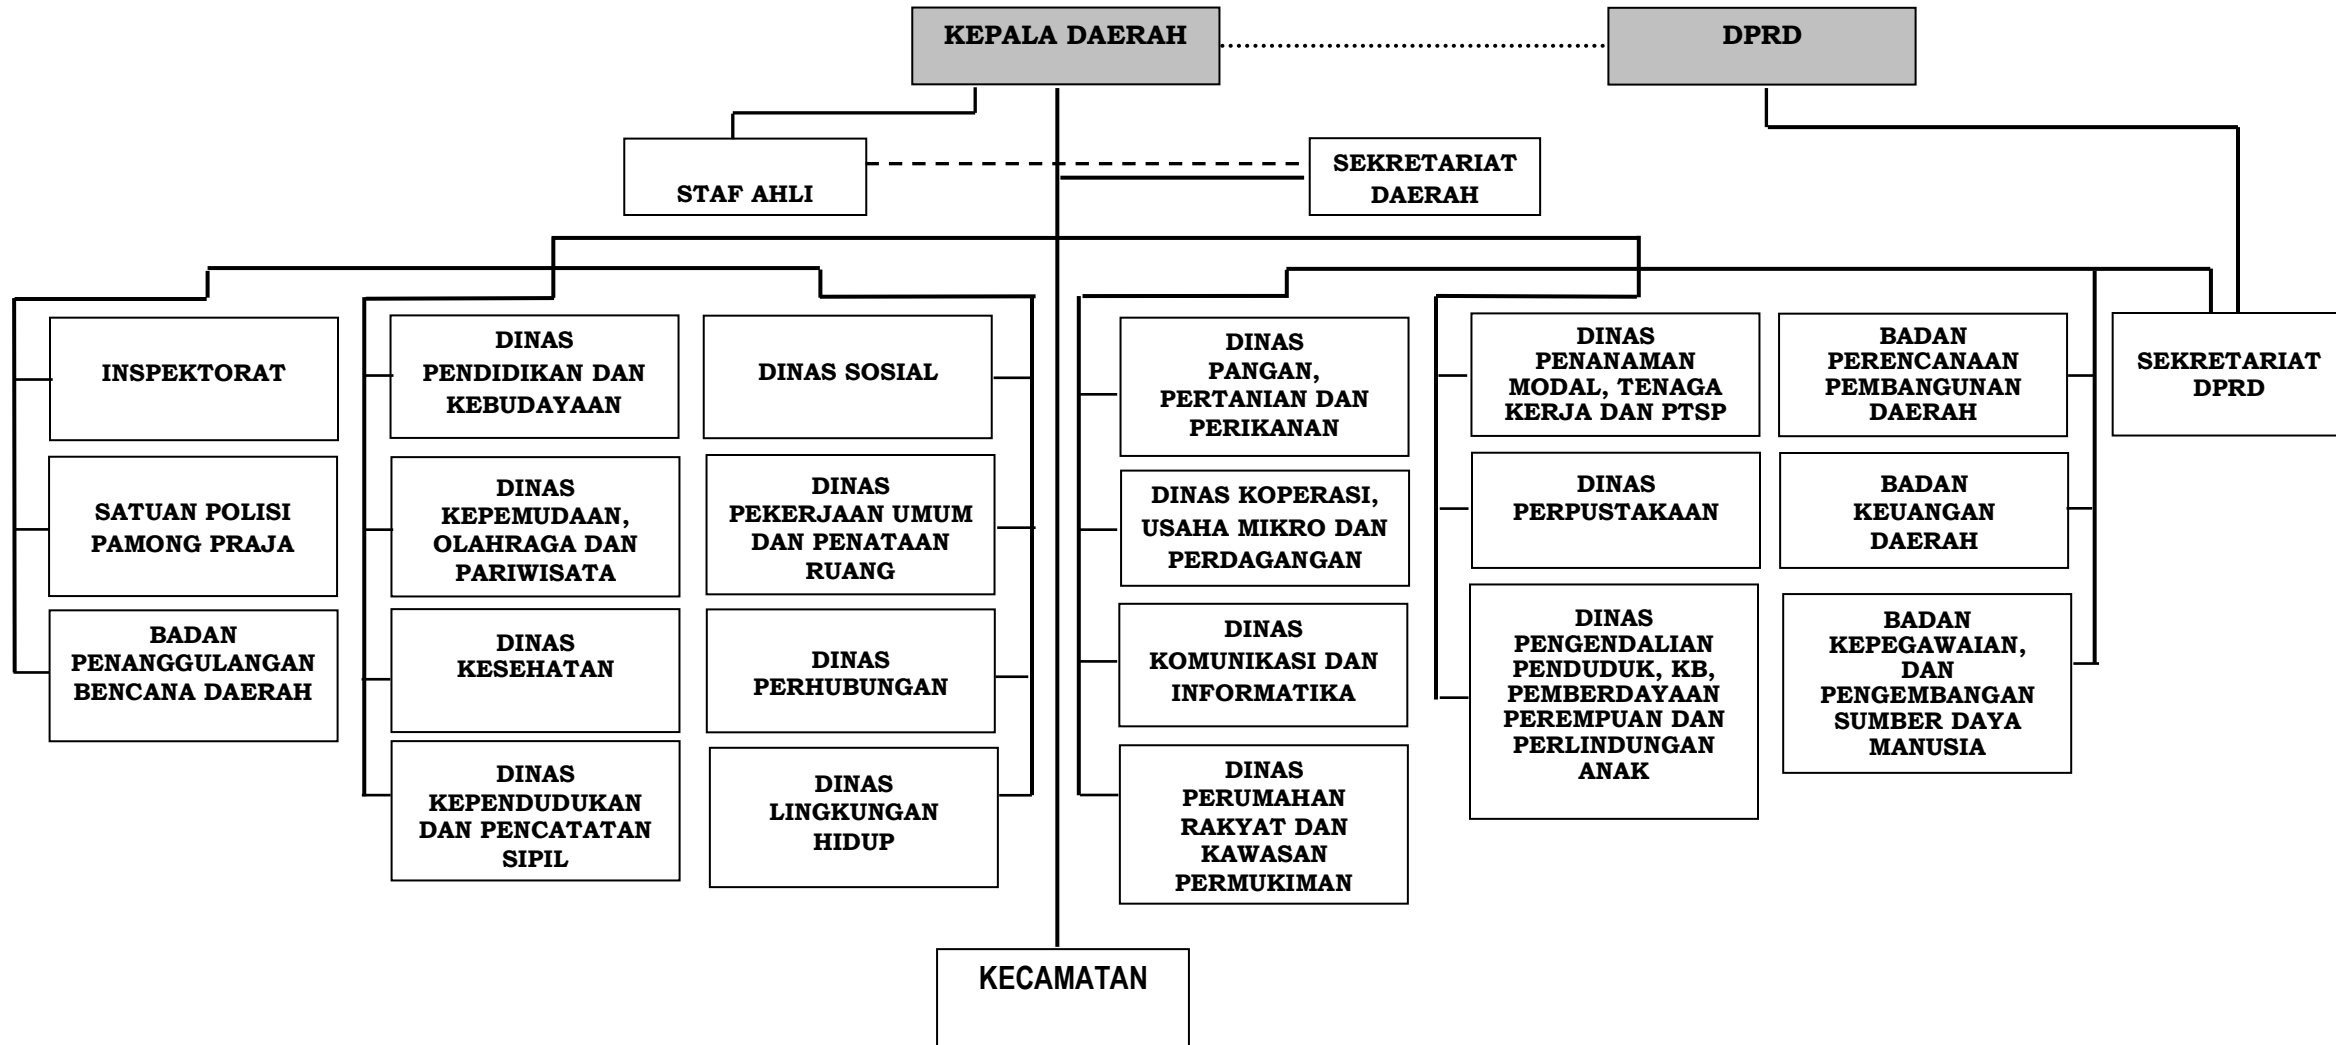 KEPALA DAERAH
DPRD
STAF AHLI
SEKRETARIAT
DAERAH
INSPEKTORAT
SATUAN POLISI
PAMONG PRAJA
BADAN
PENANGGULANGAN
BENCANA DAERAH
DINAS
PENDIDIKAN DAN
KEBUDAYAAN
DINAS
KEPEMUDAAN,
OLAHRAGA DAN
PARIWISATA
DINAS
KESEHATAN
DINAS
KEPENDUDUKAN
DAN PENCATATAN
SIPIL
DINAS SOSIAL
DINAS
PEKERJAAN UMUM
DAN PENATAAN
RUANG
DINAS
PERHUBUNGAN
DINAS
LINGKUNGAN
HIDUP
DINAS
PANGAN,
PERTANIAN DAN
PERIKANAN
DINAS KOPERASI,
USAHA MIKRO DAN
PERDAGANGAN
DINAS
KOMUNIKASI DAN
INFORMATIKA
DINAS
PERUMAHAN
RAKYAT DAN
KAWASAN
PERMUKIMAN
DINAS
PENANAMAN
MODAL, TENAGA
KERJA DAN PTSP
DINAS
PERPUSTAKAAN
DINAS
PENGENDALIAN
PENDUDUK, KB,
PEMBERDAYAAN
PEREMPUAN DAN
PERLINDUNGAN
ANAK
BADAN
PERENCANAAN
PEMBANGUNAN
DAERAH
BADAN
KEUANGAN
DAERAH
BADAN
KEPEGAWAIAN,
DAN
PENGEMBANGAN
SUMBER DAYA
MANUSIA
SEKRETARIAT
DPRD
KECAMATAN